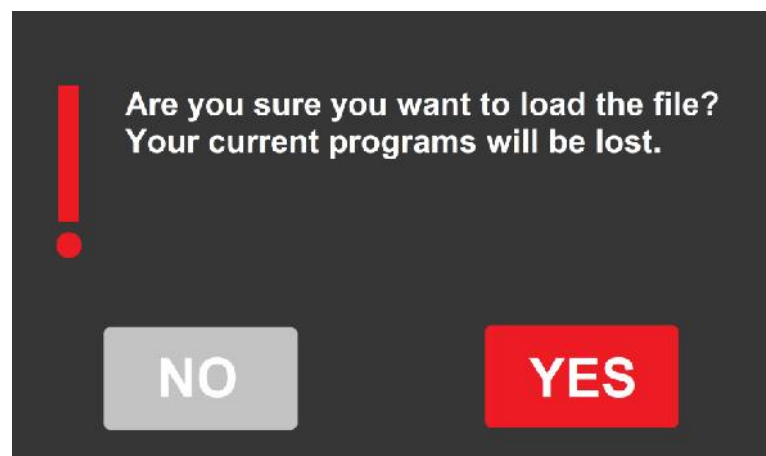 Are you sure you want to load the file?
Your current programs will be lost.
NO
YES